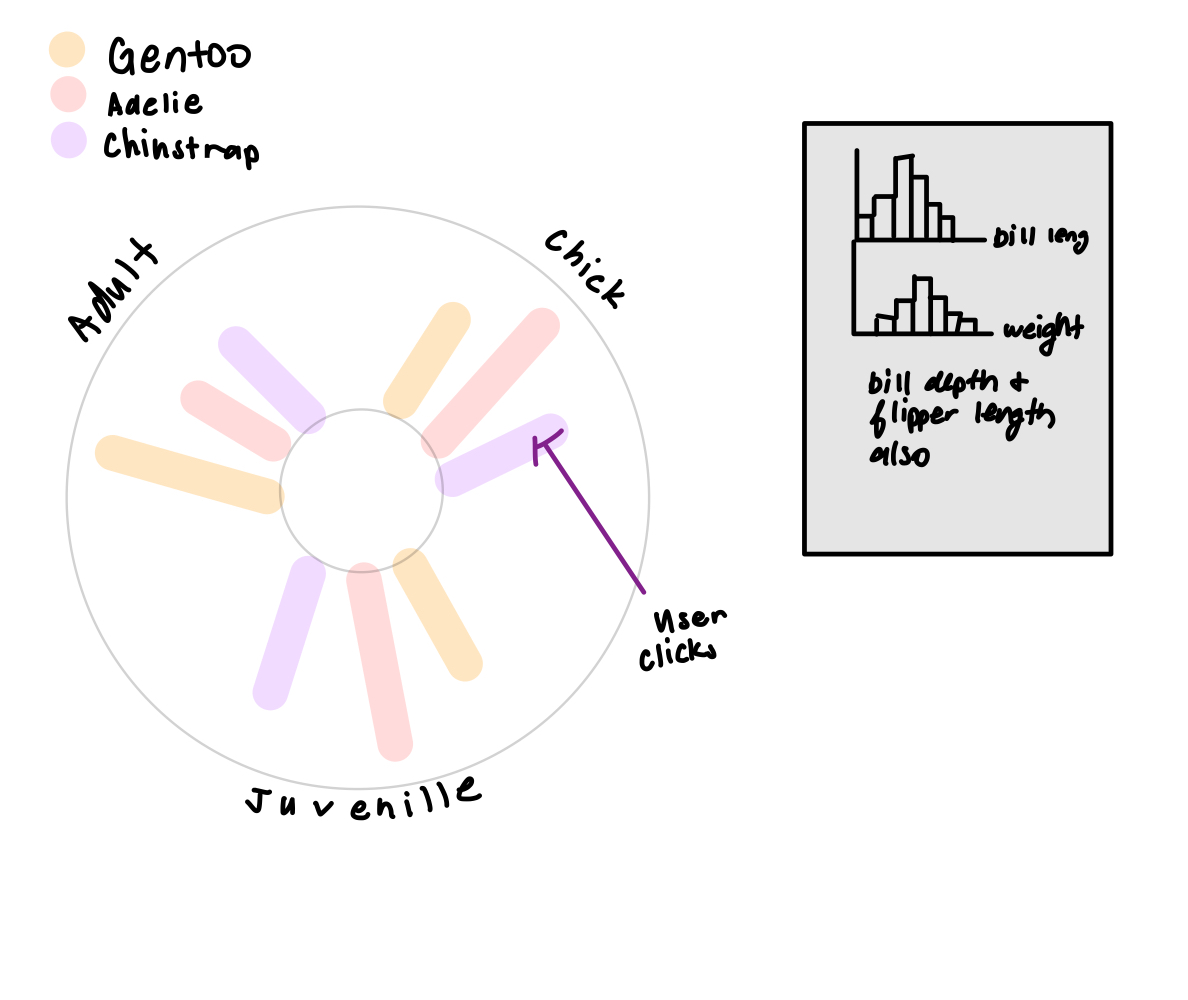 Gentoo
Adelie
Chinstrap
Adult
Chick
Juvenille
User
clicks
bill leng
weight
bill depth +
flipper length
also